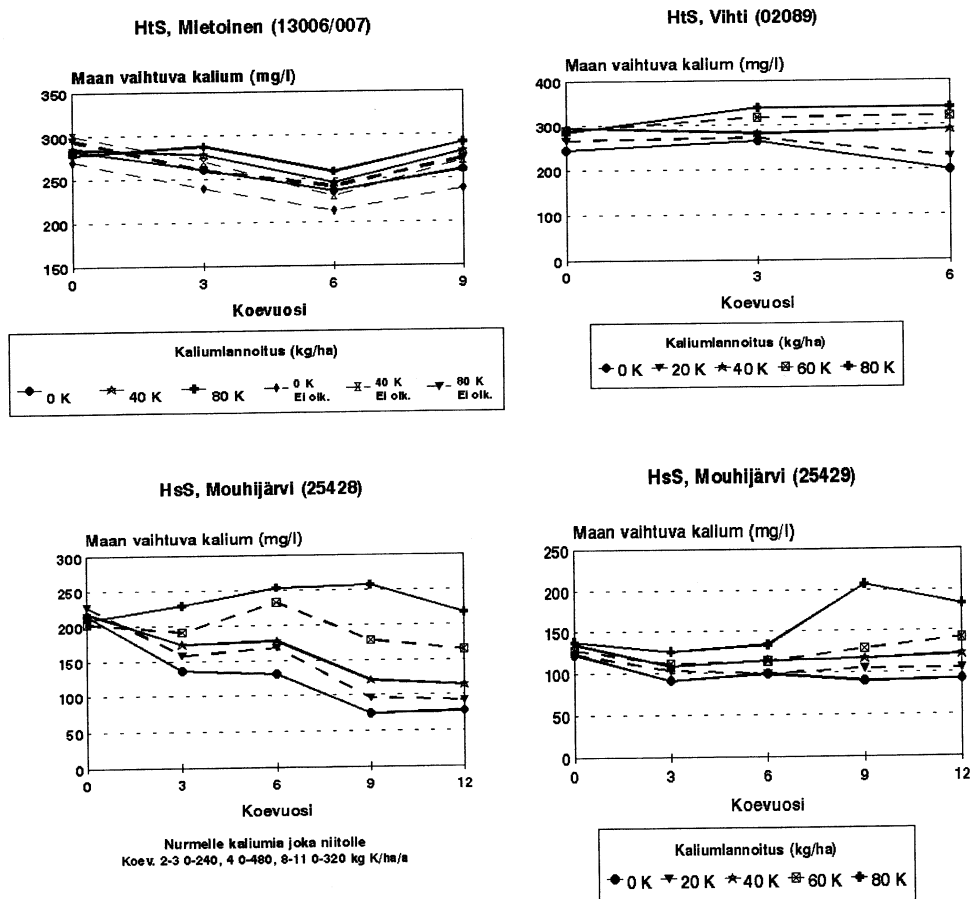 HtS, Mietoinen (13006/007)
Maan vaihtuva kalium (mg/l)
350
300
250
200
150
0 3 6 9
Koevuosi
Kaliumlannoitus (kg/ha)
0 K 40 K 80 K 0 K Ei olk. 40 K Ei olk. 80 K Ei olk.
HtS, Vihti (02089)
Maan vaihtuva kalium (mg/l)
400
300
200
100
0
0 3 6
Koevuosi
Kaliumlannoitus (kg/ha)
0 K 20 K 40 K 60 K 80 K
HsS, Mouhijärvi (25428)
Maan vaihtuva kalium (mg/l)
300
250
200
150
100
50
0
0 3 6 9 12
Koevuosi
Nurmelle kaliumia joka niitolle
Koev. 2-3 0-240, 4 0-480, 8-11 0-320 kg K/ha/a
HsS, Mouhijärvi (25429)
Maan vaihtuva kalium (mg/l)
250
200
150
100
50
0
0 3 6 9 12
Koevuosi
Kaliumlannoitus (kg/ha)
0 K 20 K 40 K 60 K 80 K